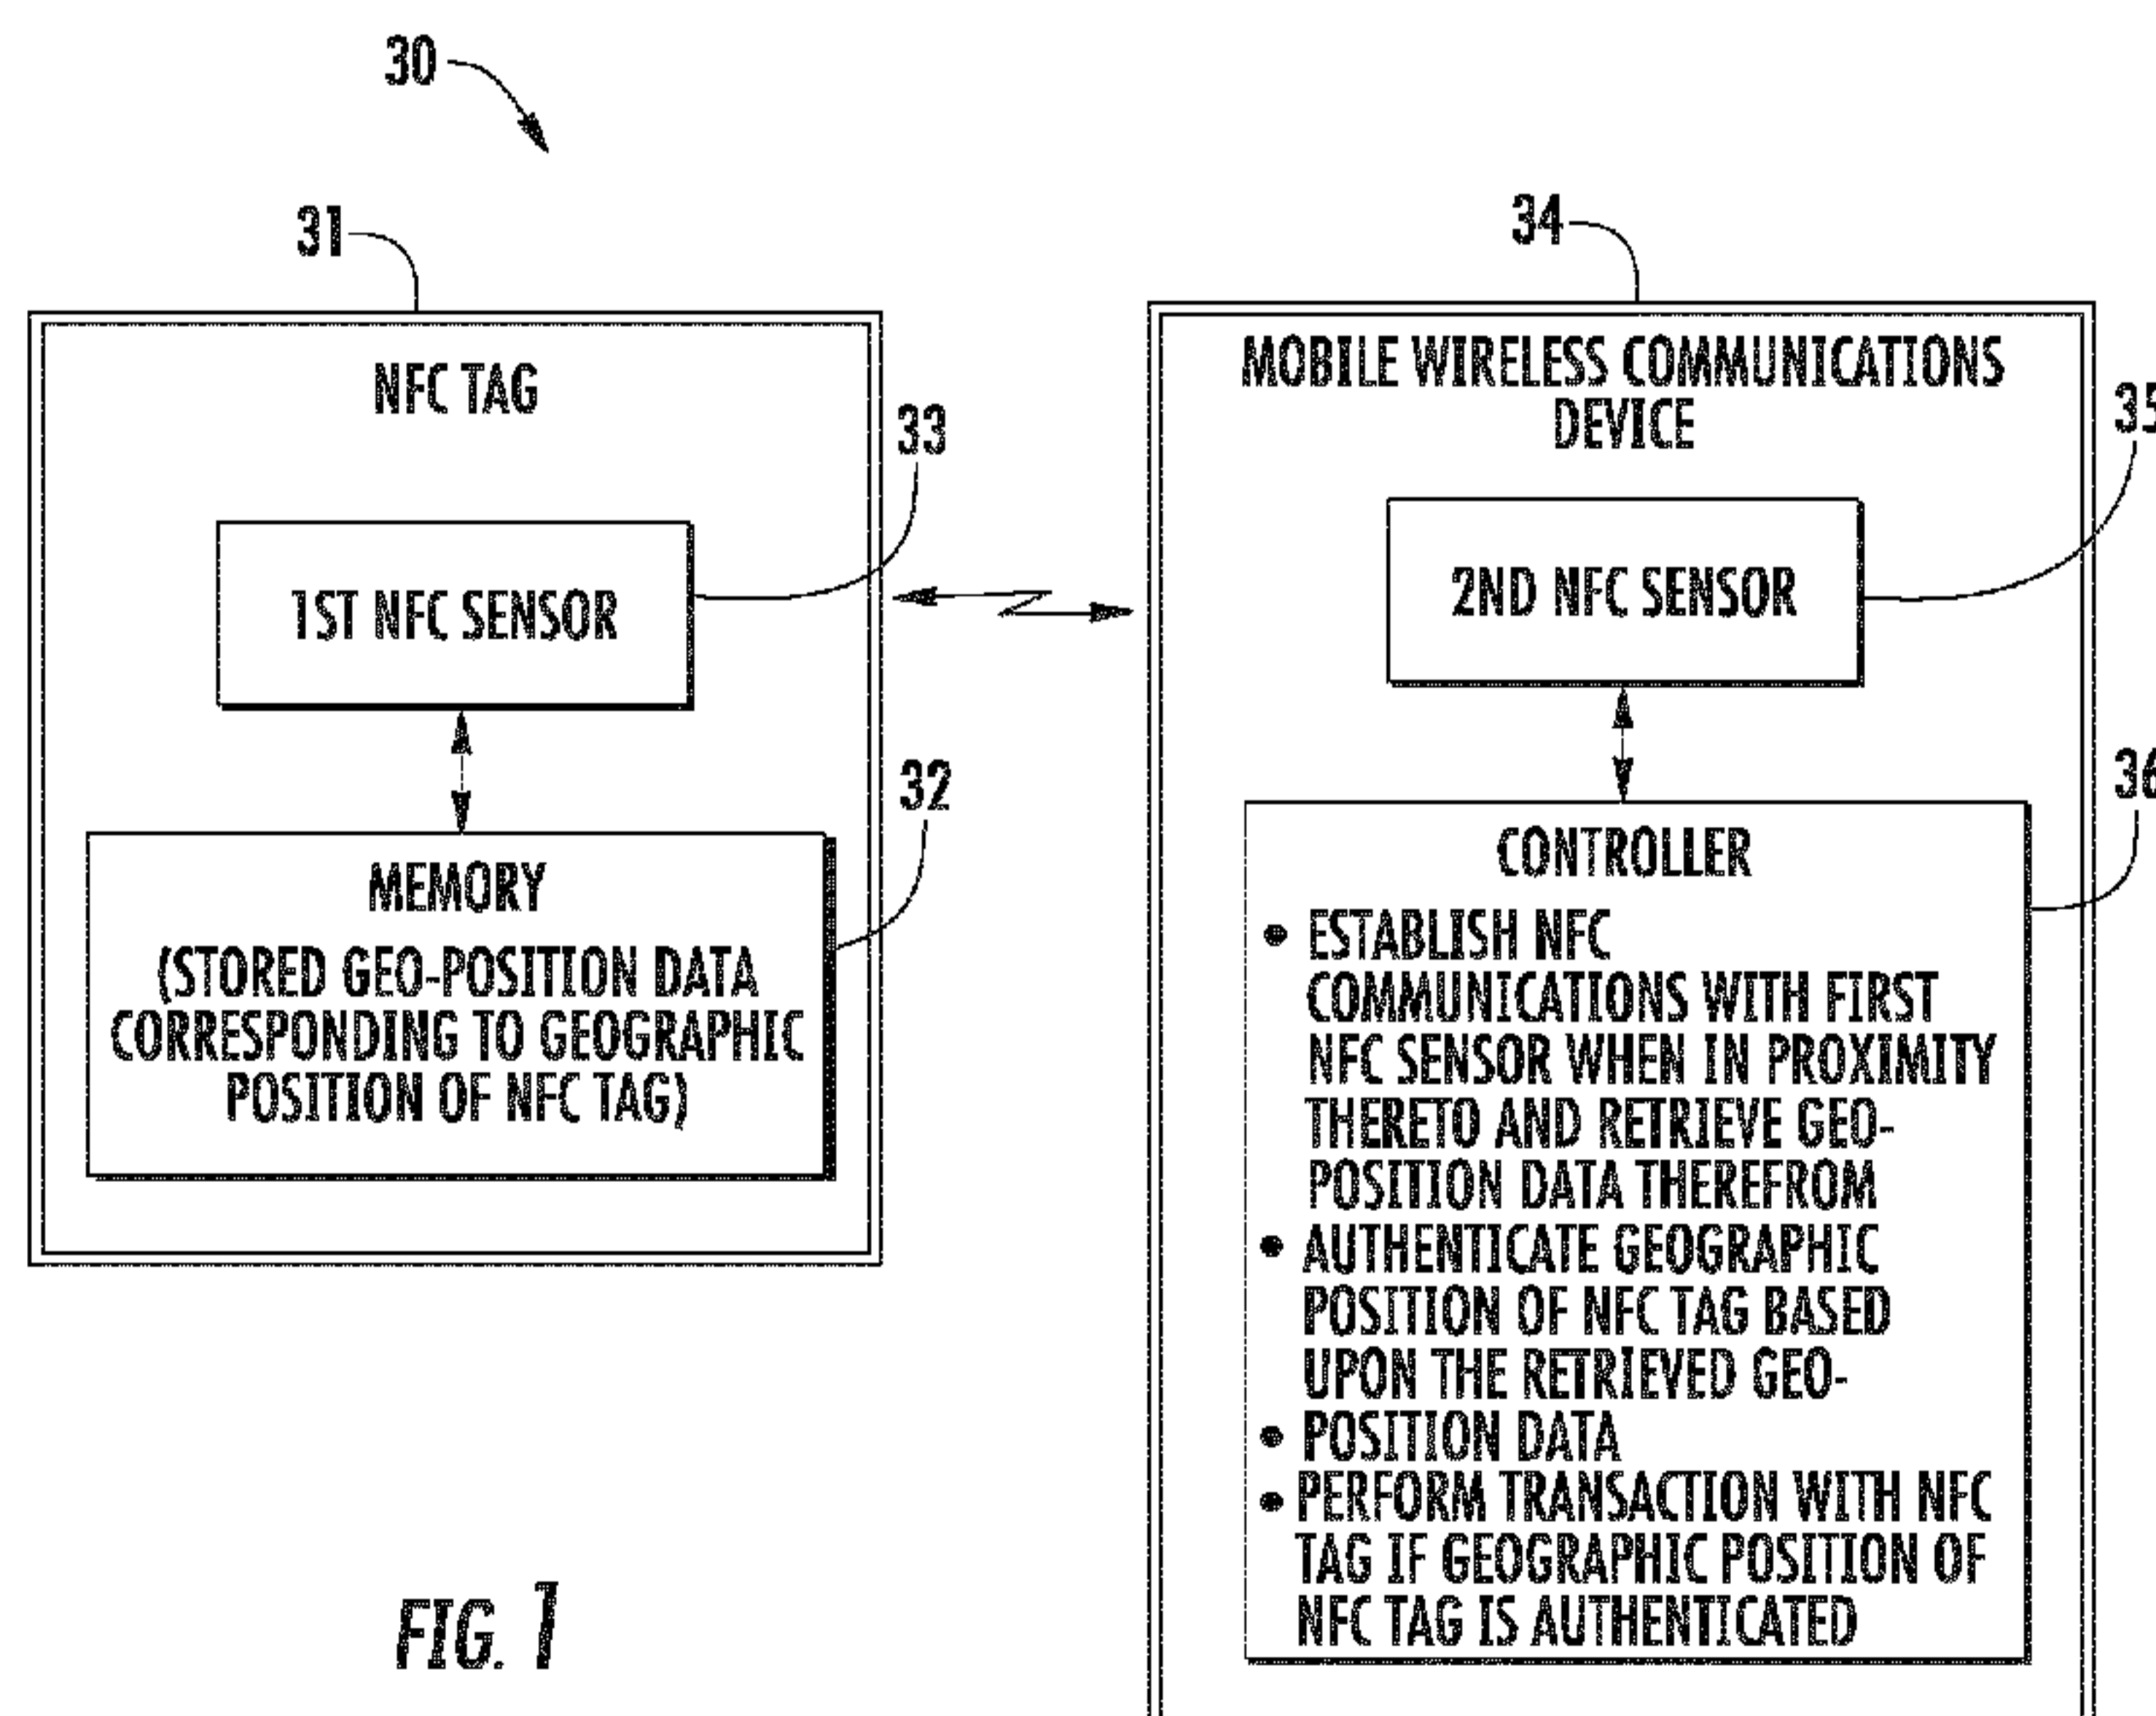 30
31
NFC TAG
33
1ST NFC SENSOR
32
MEMORY
(STORED GEO-POSITION DATA
CORRESPONDING TO GEOGRAPHIC
POSITION OF NFC TAG)
34
MOBILE WIRELESS COMMUNICATIONS
DEVICE
35
2ND NFC SENSOR
36
CONTROLLER
• ESTABLISH NFC
COMMUNICATIONS WITH FIRST
NFC SENSOR WHEN IN PROXIMITY
THERETO AND RETRIEVE GEO-
POSITION DATA THEREFROM
• AUTHENTICATE GEOGRAPHIC
POSITION OF NFC TAG BASED
UPON THE RETRIEVED GEO-
• POSITION DATA
• PERFORM TRANSACTION WITH NFC
TAG IF GEOGRAPHIC POSITION OF
NFC TAG IS AUTHENTICATED
FIG. 1